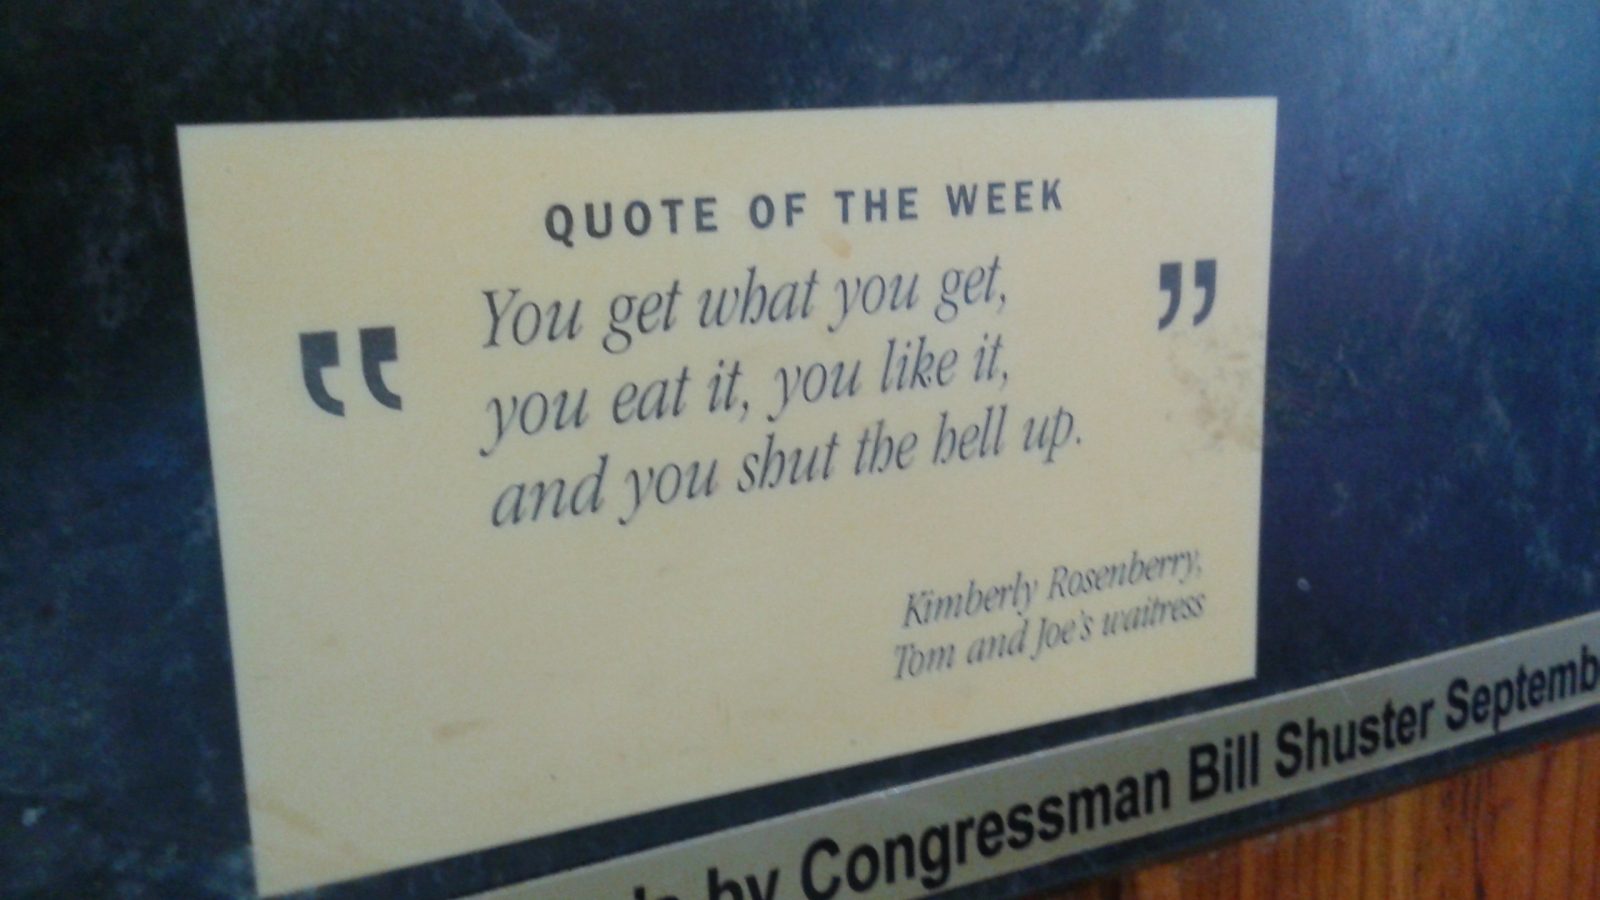 QUOTE OF THE WEEK
“ You get what you get, ”
you eat it, you like it,
and you shut the hell up.
Kimberly Rosenberry,
Tom and Joe's waitress
by Congressman Bill Shuster